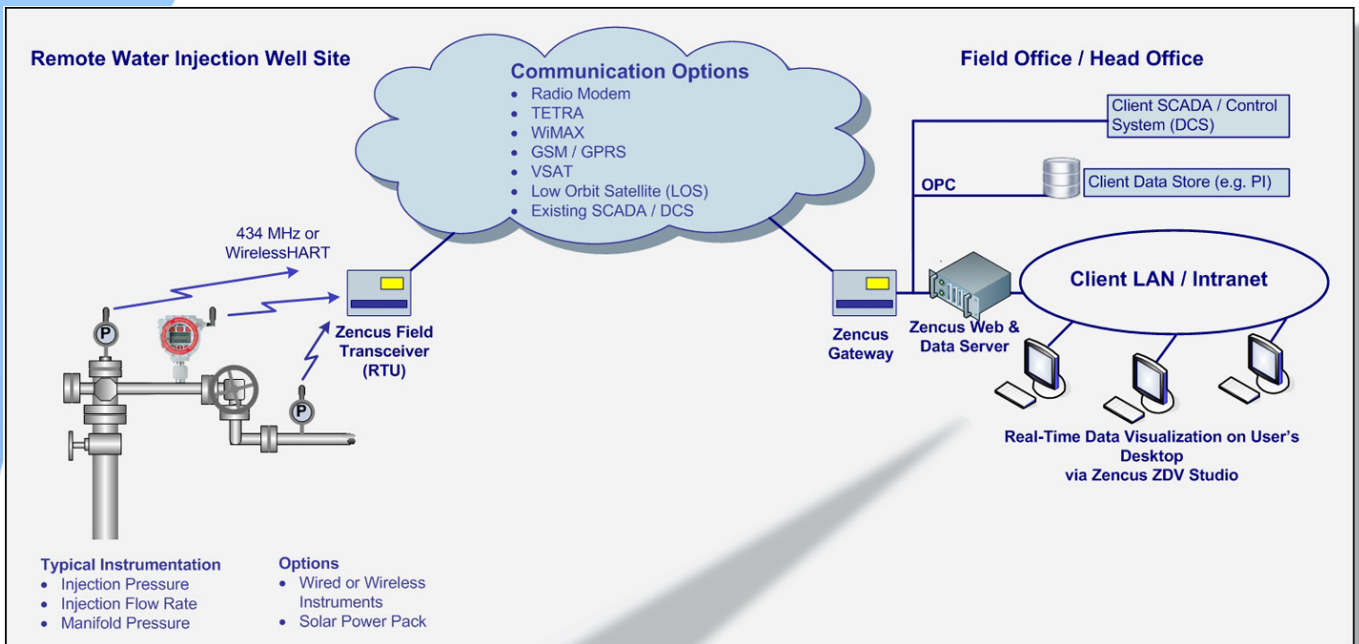 Remote Water Injection Well Site
Communication Options
• Radio Modem
• TETRA
• WiMAX
• GSM / GPRS
• VSAT
• Low Orbit Satellite (LOS)
• Existing SCADA / DCS
Field Office / Head Office
Client SCADA / Control
System (DCS)
OPC
Client Data Store (e.g. PI)
434 MHz or
WirelessHART
P
P
Zencus Field
Transceiver
(RTU)
Zencus
Gateway
Zencus Web &
Data Server
Client LAN / Intranet
Real-Time Data Visualization on User's
Desktop
via Zencus ZDV Studio
Typical Instrumentation
• Injection Pressure
• Injection Flow Rate
• Manifold Pressure
Options
• Wired or Wireless
Instruments
• Solar Power Pack